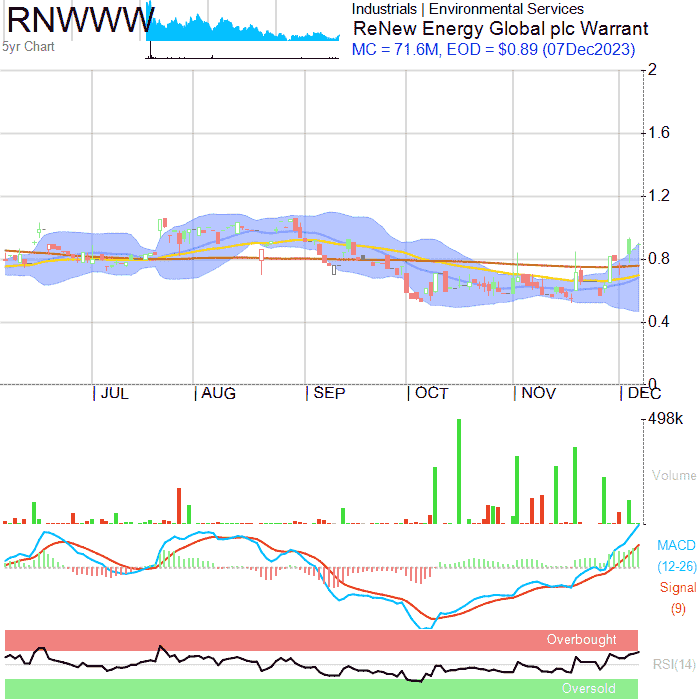 RNWWW
5yr Chart
Industrials | Environmental Services
ReNew Energy Global plc Warrant
MC = 71.6M, EOD = $0.89 (07Dec2023)
2
1.6
1.2
0.8
0.4
0
JUL AUG SEP OCT NOV DEC
498k
Volume
MACD
(12-26)
Signal
(9)
Overbought
RSI(14)
Oversold